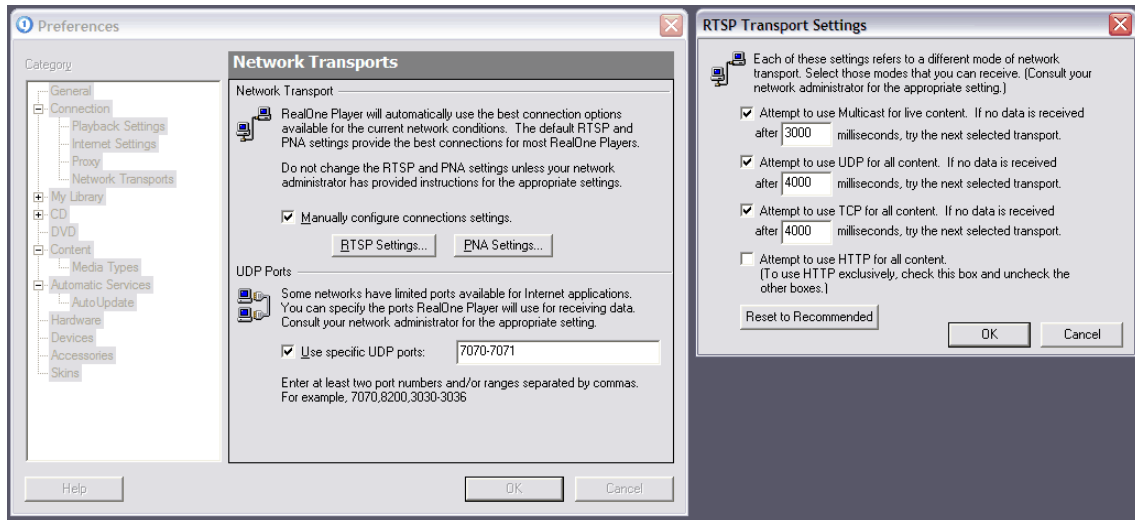 Preferences
Category
General
Connection
Playback Settings
Internet Settings
Proxy
Network Transports
My Library
CD
DVD
Content
Media Types
Automatic Services
AutoUpdate
Hardware
Devices
Accessories
Skins
Network Transports
Network Transport
RealOne Player will automatically use the best connection options
available for the current network conditions. The default RTSP and
PNA settings provide the best connections for most RealOne Players.
Do not change the RTSP and PNA settings unless your network
administrator has provided instructions for the appropriate settings.
Manually configure connections settings.
RTSP Settings... PNA Settings...
UDP Ports
Some networks have limited ports available for Internet applications.
You can specify the ports RealOne Player will use for receiving data.
Consult your network administrator for the appropriate setting.
Use specific UDP ports: 7070-7071
Enter at least two port numbers and/or ranges separated by commas.
For example, 7070,8200,3030-3036
Help OK Cancel
RTSP Transport Settings
Each of these settings refers to a different mode of network
transport. Select those modes that you can receive. (Consult your
network administrator for the appropriate setting.)
Attempt to use Multicast for live content. If no data is received
after 3000 milliseconds, try the next selected transport.
Attempt to use UDP for all content. If no data is received
after 4000 milliseconds, try the next selected transport.
Attempt to use TCP for all content. If no data is received
after 4000 milliseconds, try the next selected transport.
Attempt to use HTTP for all content.
(To use HTTP exclusively, check this box and uncheck the
other boxes.)
Reset to Recommended
OK Cancel